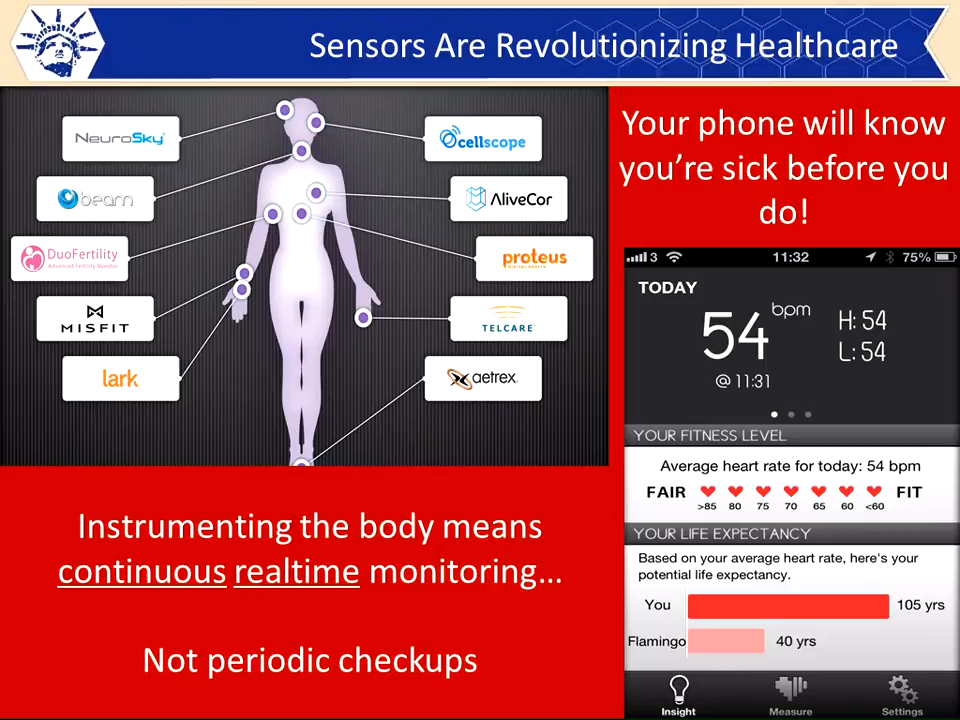 Sensors Are Revolutionizing Healthcare
NeuroSky
beam
DuoFertility
Advanced Fertility Monitor
MISFIT
lark
cellscope
AliveCor
proteus
DIGITAL HEALTH
TELCARE
aetrex
Instrumenting the body means
continuous realtime monitoring...
Not periodic checkups
Your phone will know
you're sick before you
do!
3 11:32 75%
TODAY
54 bpm
H: 54
L: 54
@ 11:31
YOUR FITNESS LEVEL
Average heart rate for today: 54 bpm
FAIR FIT
>85 80 75 70 65 60 <60
YOUR LIFE EXPECTANCY
Based on your average heart rate, here's your
potential life expectancy.
You 105 yrs
Flamingo 40 yrs
Insight Measure Settings